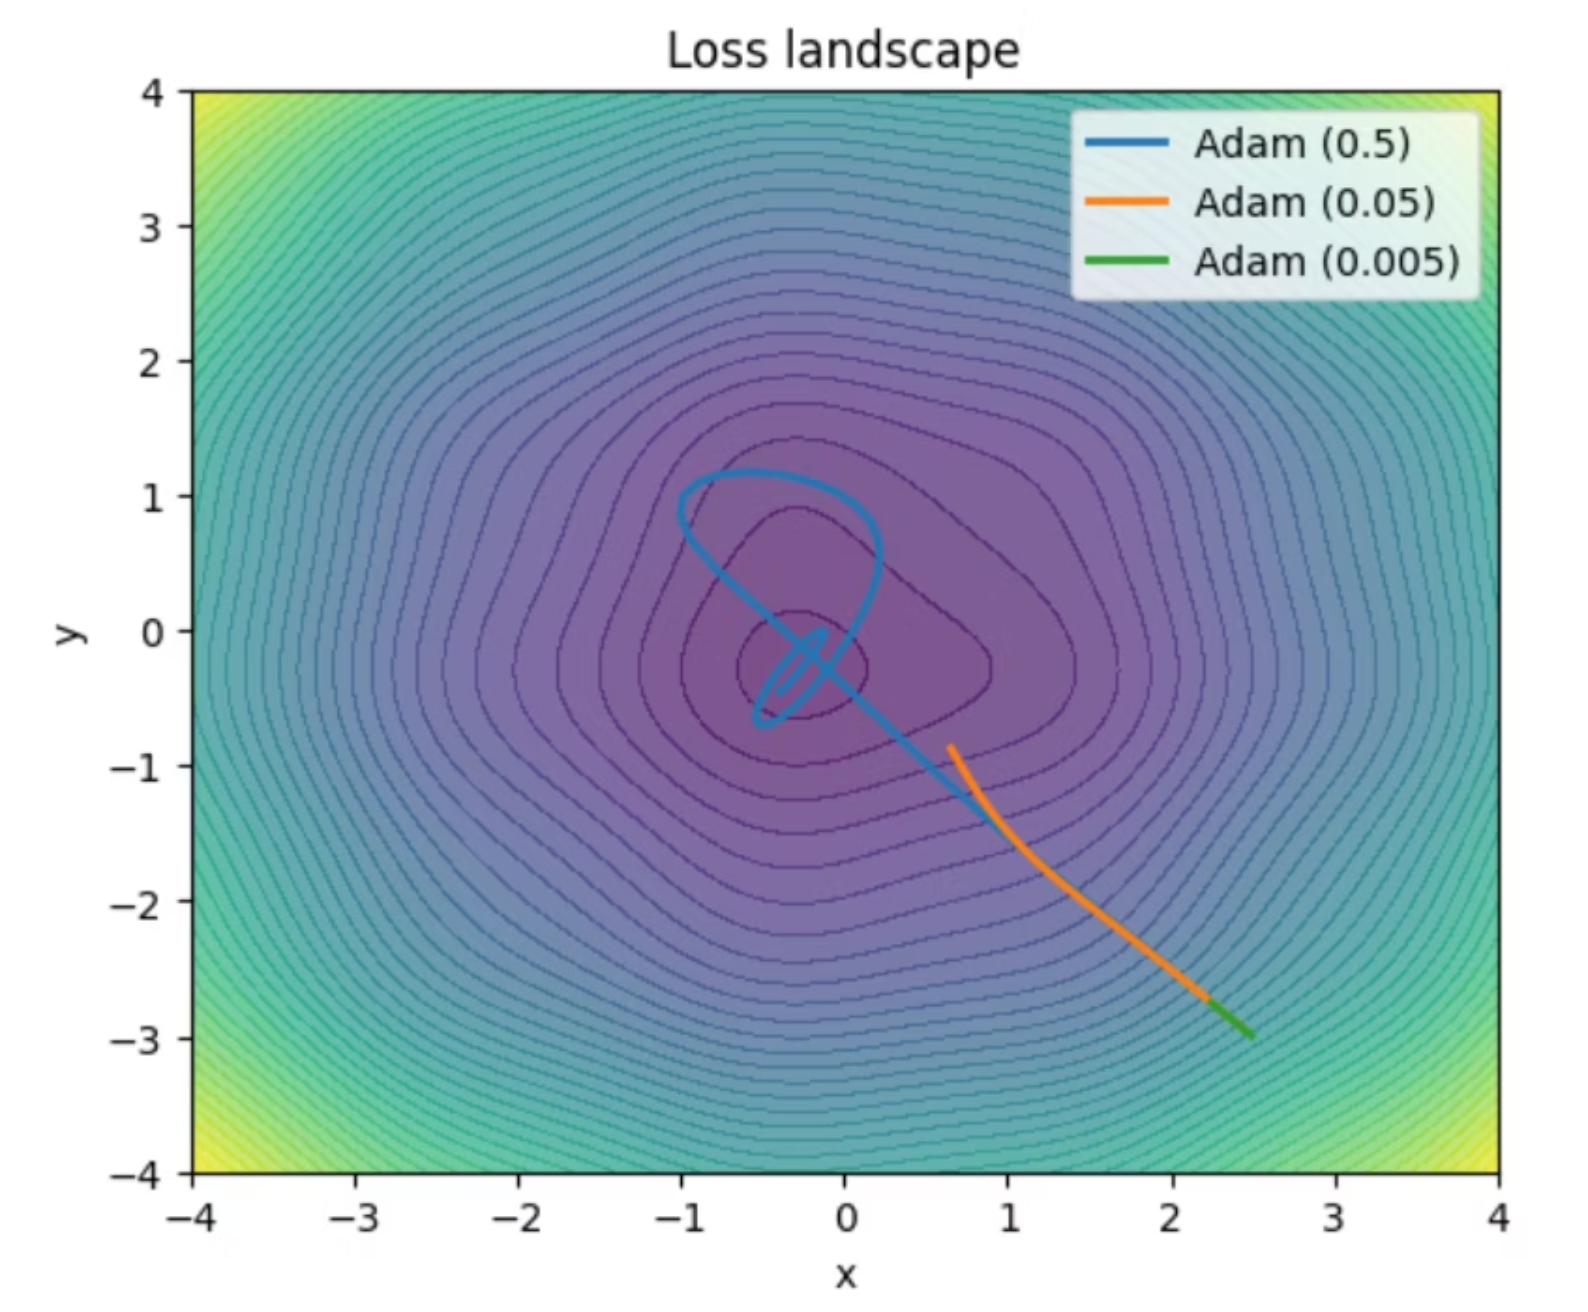 Loss landscape
Adam (0.5)
Adam (0.05)
Adam (0.005)
4
3
2
1
0
−1
−2
−3
−4
y
−4 −3 −2 −1 0 1 2 3 4
x